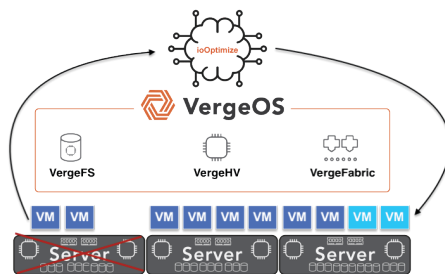 ioOptimize
VergeOS
VergeFS VergeHV VergeFabric
VM VM VM VM VM VM VM VM VM VM
Server Server Server